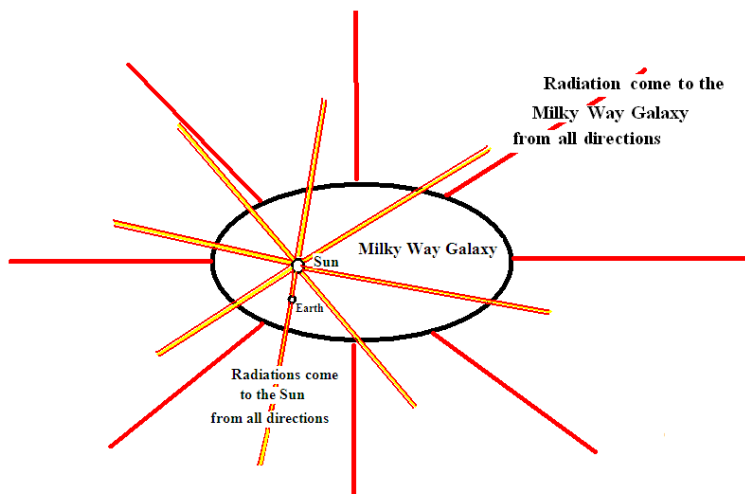 Radiation come to the
Milky Way Galaxy
from all directions
Milky Way Galaxy
Sun
Earth
Radiations come
to the Sun
from all directions